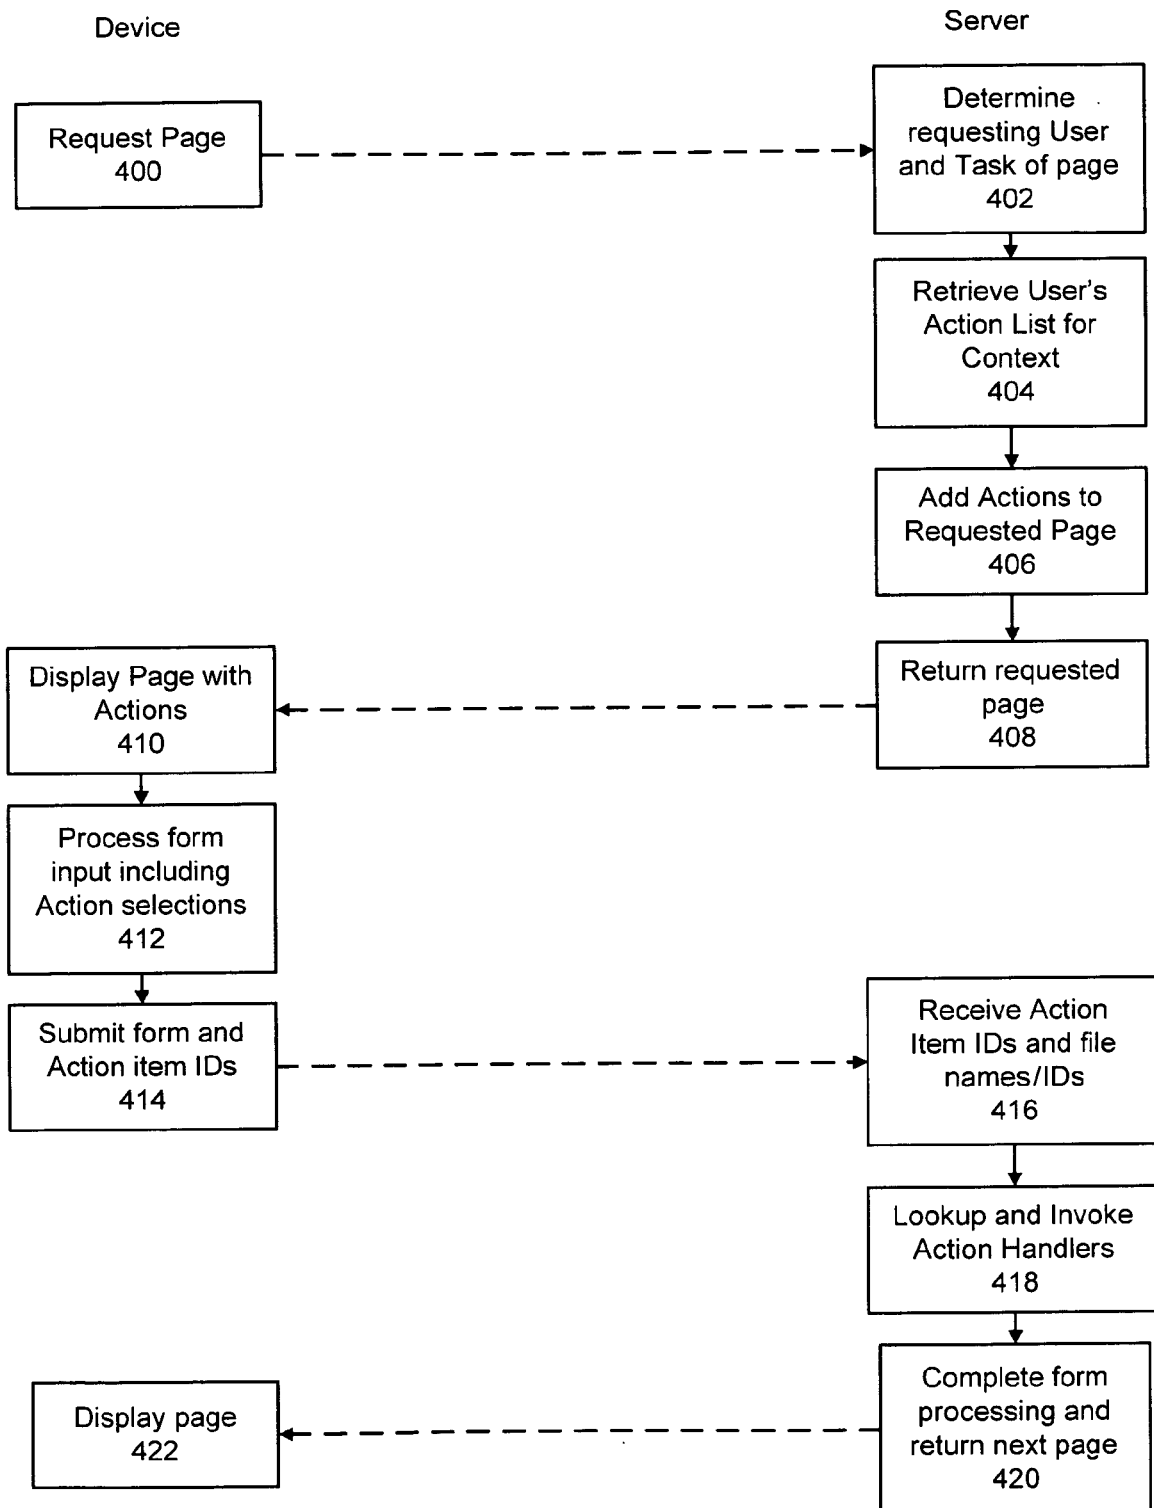 Device
Server
Request Page
400
Determine
requesting User
and Task of page
402
Retrieve User's
Action List for
Context
404
Add Actions to
Requested Page
406
Return requested
page
408
Display Page with
Actions
410
Process form
input including
Action selections
412
Submit form and
Action item IDs
414
Receive Action
Item IDs and file
names/IDs
416
Lookup and Invoke
Action Handlers
418
Complete form
processing and
return next page
420
Display page
422